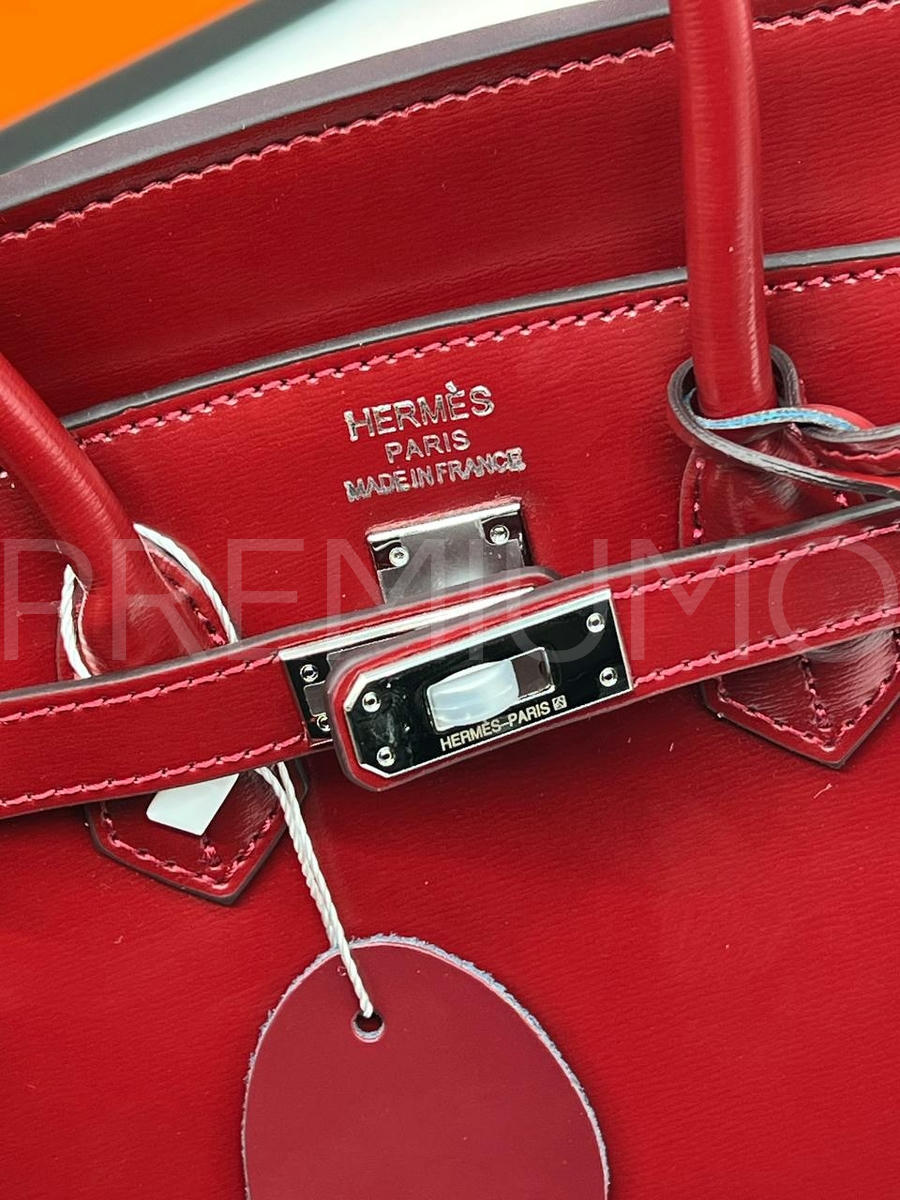 HERMÈS
PARIS
MADE IN FRANCE
PREMIUMO
HERMES-PARIS